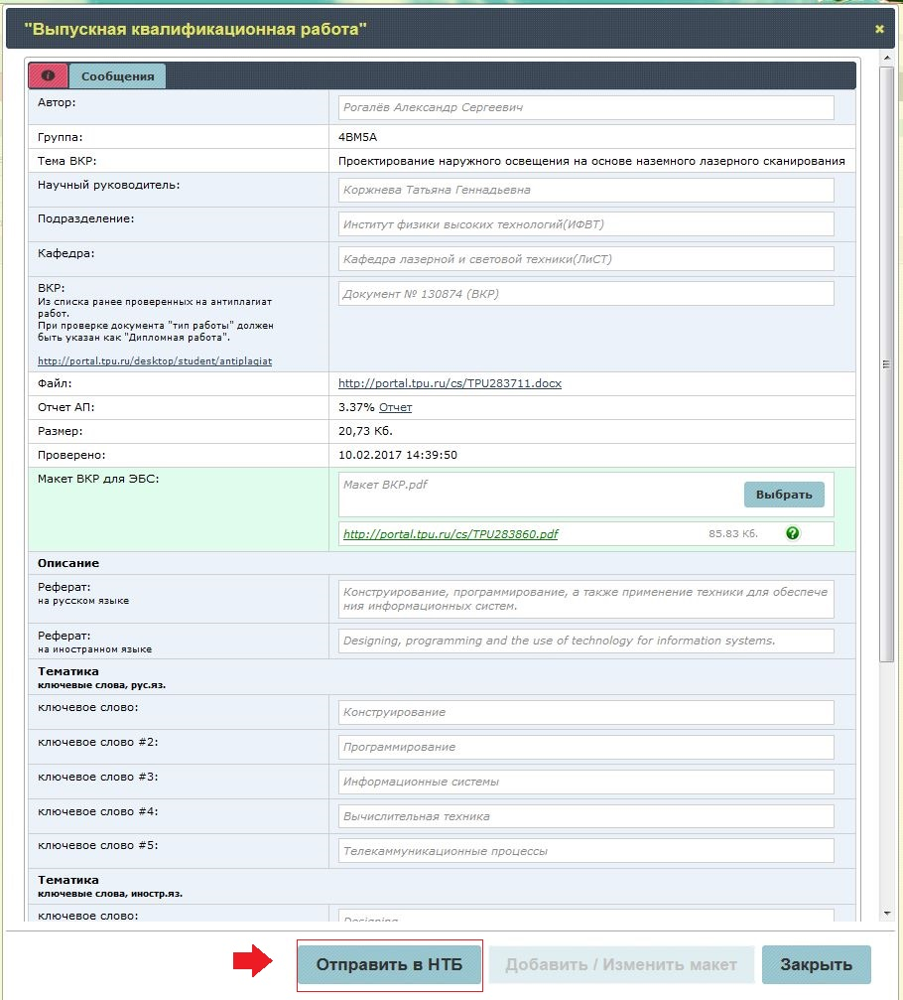 "Выпускная квалификационная работа"
Сообщения
Автор:
Рогалёв Александр Сергеевич
Группа:
4ВМ5А
Тема ВКР:
Проектирование наружного освещения на основе наземного лазерного сканирования
Научный руководитель:
Коржнева Татьяна Геннадьевна
Подразделение:
Институт физики высоких технологий(ИФВТ)
Кафедра:
Кафедра лазерной и световой техники(ЛиСТ)
ВКР:
Из списка ранее проверенных на антиплагиат
работ.
При проверке документа "тип работы" должен
быть указан как "Дипломная работа".
http://portal.tpu.ru/desktop/student/antiplaqiat
Документ № 130874 (ВКР)
Файл:
http://portal.tpu.ru/cs/TPU283711.docx
Отчет АП:
3.37% Отчет
Размер:
20,73 Кб.
Проверено:
10.02.2017 14:39:50
Макет ВКР для ЭБС:
Макет ВКР.pdf
Выбрать
http://portal.tpu.ru/cs/TPU283860.pdf
85.83 Кб.
?
Описание
Реферат:
на русском языке
Конструирование, программирование, а также применение техники для обеспече
ния информационных систем.
Реферат:
на иностранном языке
Designing, programming and the use of technology for information systems.
Тематика
ключевые слова, рус.яз.
ключевое слово:
Конструирование
ключевое слово #2:
Программирование
ключевое слово #3:
Информационные системы
ключевое слово #4:
Вычислительная техника
ключевое слово #5:
Телекаммуникационные процессы
Тематика
ключевые слова, иностр.яз.
ключевое слово:
Designing
Отправить в НТБ
Добавить / Изменить макет
Закрыть